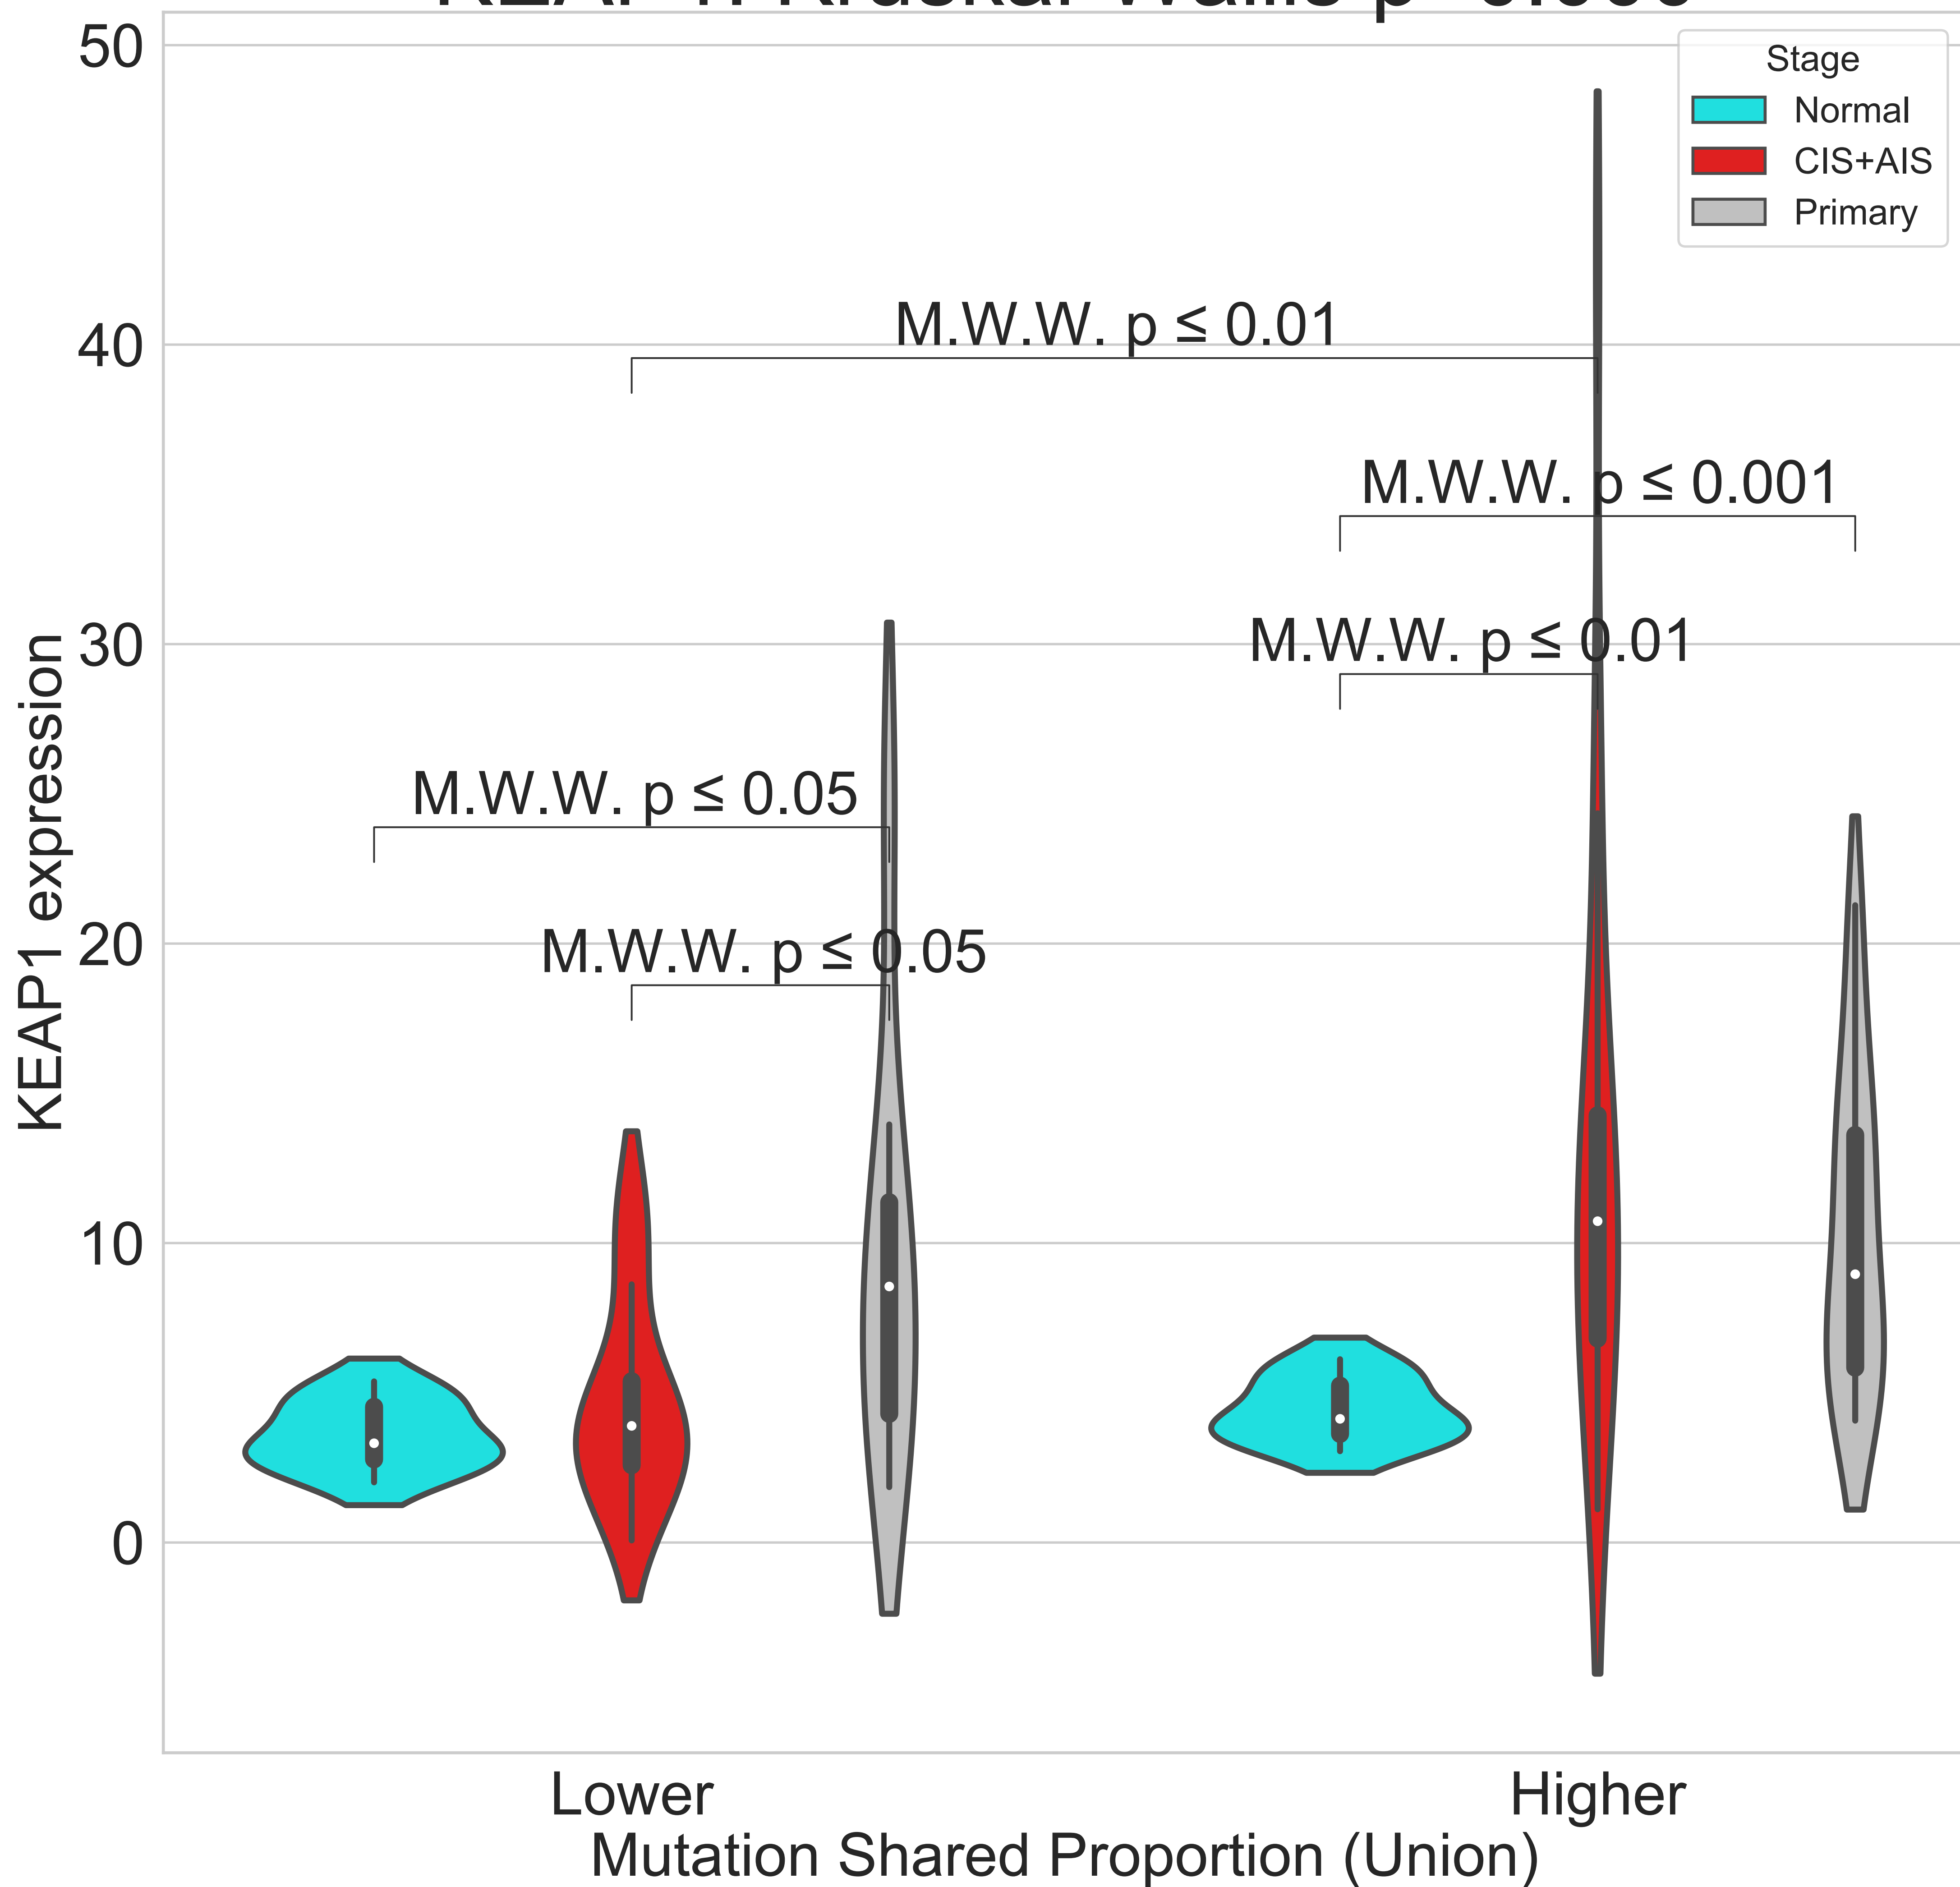 50
40
30
20
10
0
KEAP1 expression
Stage
Normal
CIS+AIS
Primary
M.W.W. p ≤ 0.01
M.W.W. p ≤ 0.001
M.W.W. p ≤ 0.01
M.W.W. p ≤ 0.05
M.W.W. p ≤ 0.05
Lower
Higher
Mutation Shared Proportion (Union)